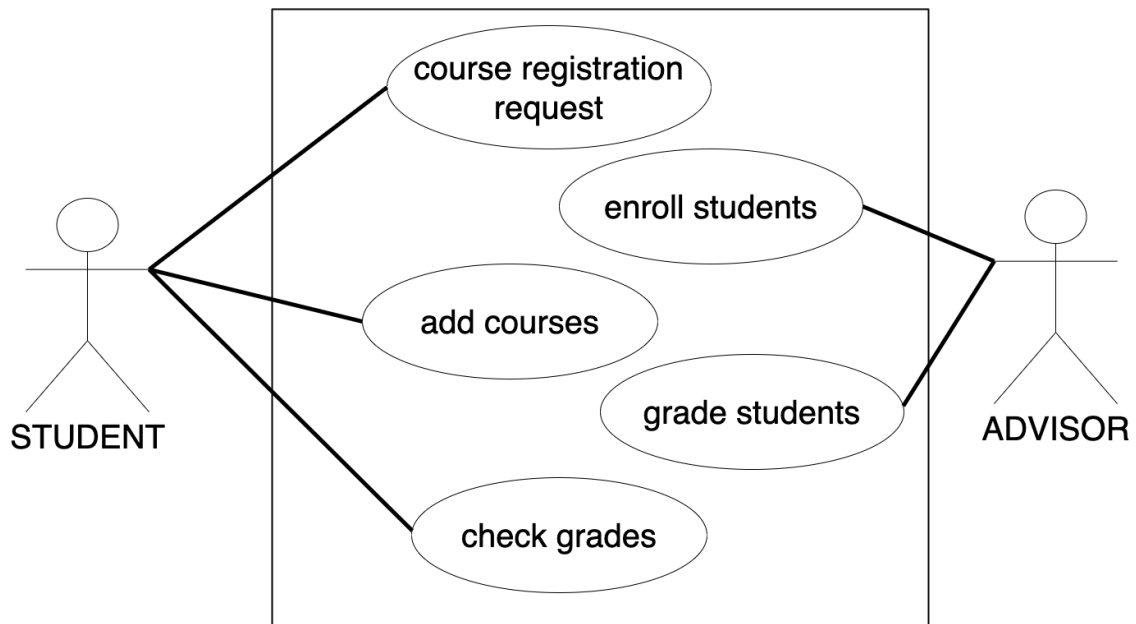 course registration
request
enroll students
add courses
grade students
STUDENT
ADVISOR
check grades